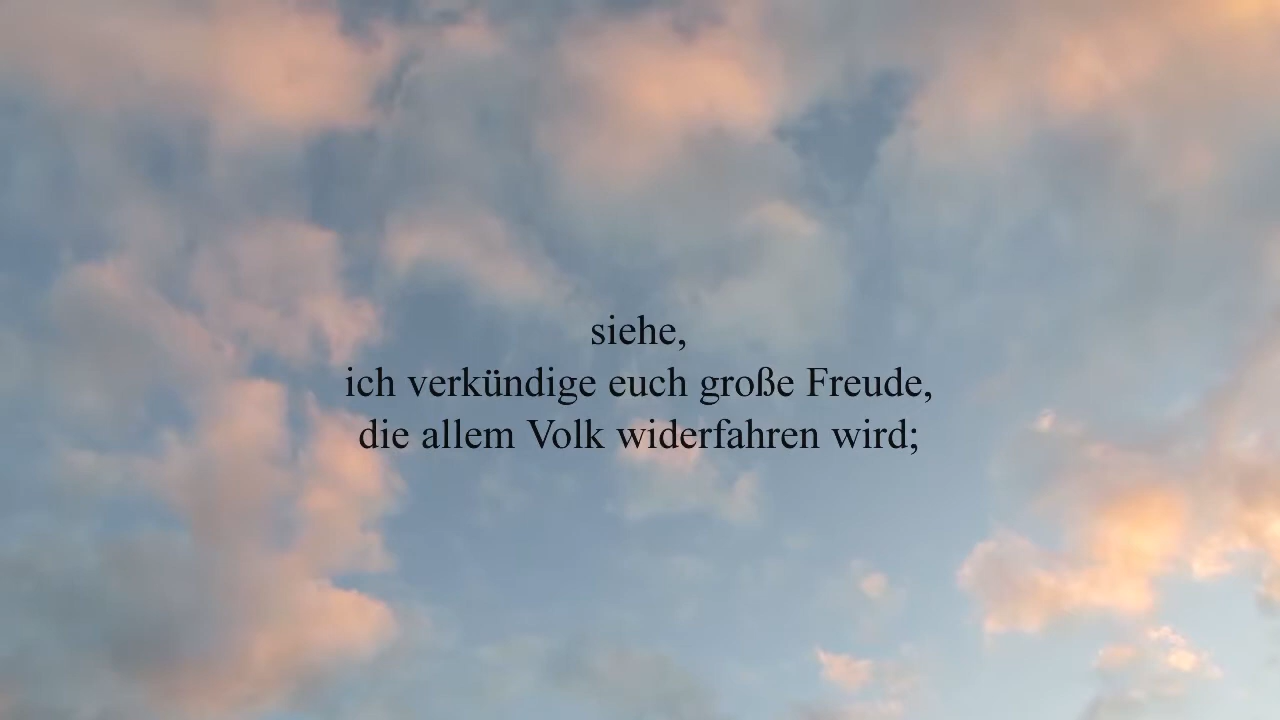 siehe,
ich verkündige euch große Freude,
die allem Volk widerfahren wird;